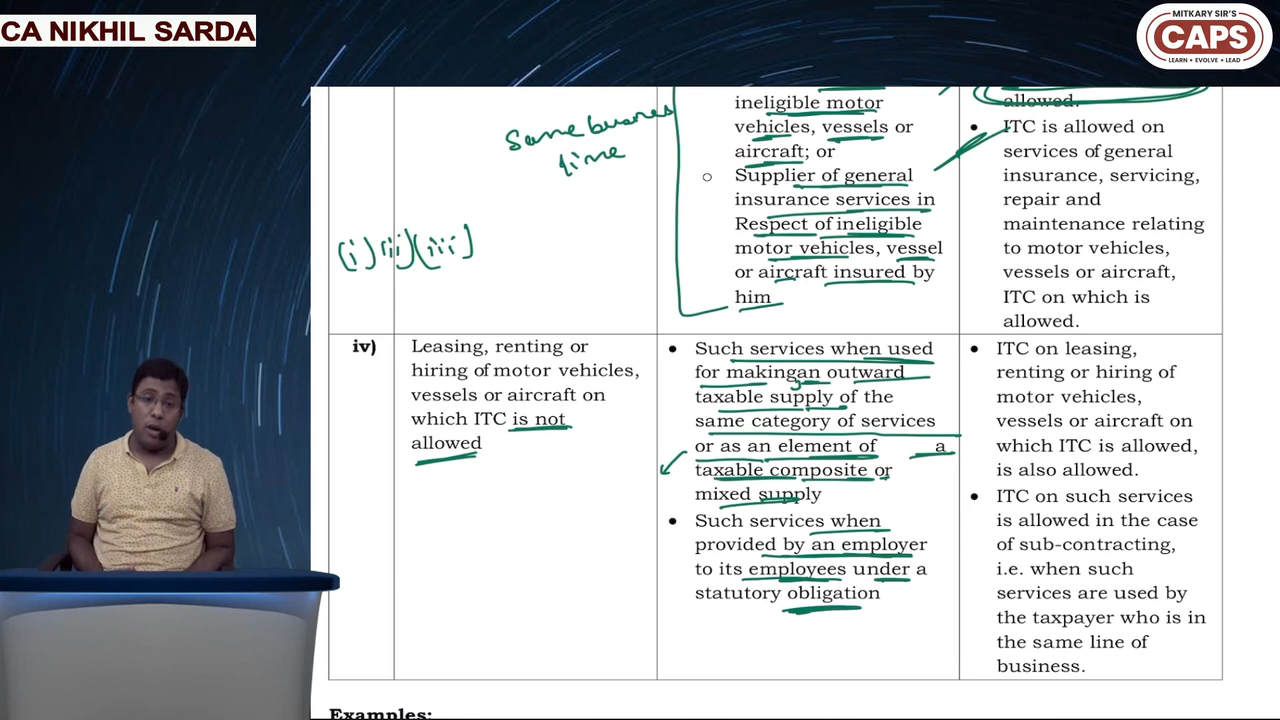 CA NIKHIL SARDA
MITKARY SIR'S
CAPS
LEARN • EVOLVE • LEAD
Same business
line
(i) (ii) (iii)
ineligible motor
vehicles, vessels or
aircraft; or
o Supplier of general
insurance services in
Respect of ineligible
motor vehicles, vessel
or aircraft insured by
him
allowed.
• ITC is allowed on
services of general
insurance, servicing,
repair and
maintenance relating
to motor vehicles,
vessels or aircraft,
ITC on which is
allowed.
iv)
Leasing, renting or
hiring of motor vehicles,
vessels or aircraft on
which ITC is not
allowed
• Such services when used
for makingan outward
taxable supply of the
same category of services
or as an element of a
taxable composite or
mixed supply
• Such services when
provided by an employer
to its employees under a
statutory obligation
• ITC on leasing,
renting or hiring of
motor vehicles,
vessels or aircraft on
which ITC is allowed,
is also allowed.
• ITC on such services
is allowed in the case
of sub-contracting,
i.e. when such
services are used by
the taxpayer who is in
the same line of
business.
Examples: